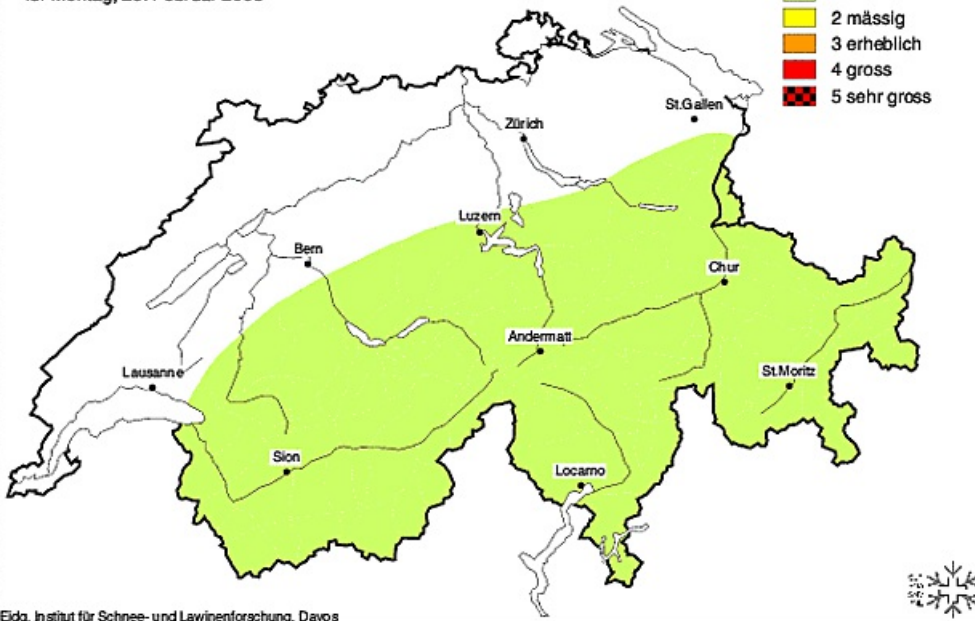 2 mässig
3 erheblich
4 gross
5 sehr gross
St.Gallen
Zürich
Luzern
Bern
Chur
Andermatt
Lausanne
St.Moritz
Sion
Locarno
Eidg. Institut für Schnee- und Lawinenforschung, Davos